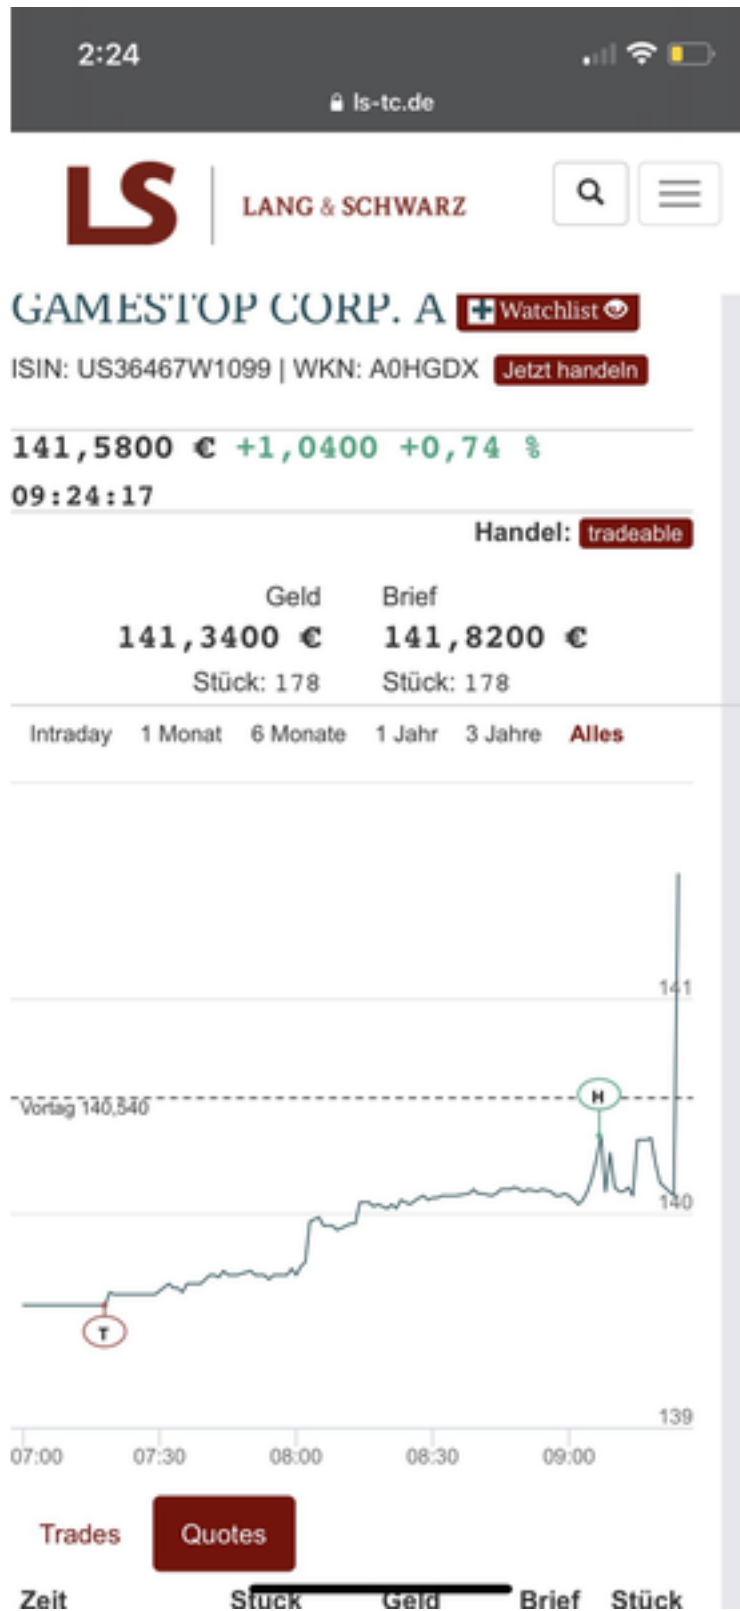 2:24
ls-tc.de
LS LANG & SCHWARZ
GAMESTOP CORP. A Watchlist
ISIN: US36467W1099 | WKN: A0HGDX Jetzt handeln
141,5800 € +1,0400 +0,74 %
09:24:17
Handel: tradeable
Geld Brief
141,3400 € 141,8200 €
Stück: 178 Stück: 178
Intraday 1 Monat 6 Monate 1 Jahr 3 Jahre Alles
141
H
Vortag 140,540
140
T
139
07:00 07:30 08:00 08:30 09:00
Trades Quotes
Zeit Stück Geld Brief Stück